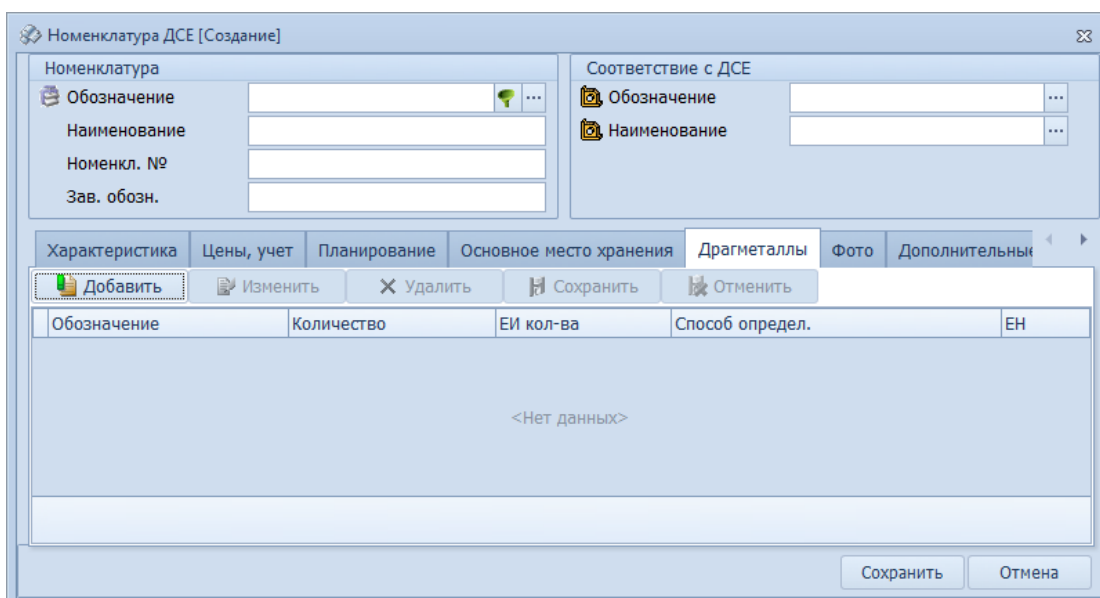 Номенклатура ДСЕ [Создание]
Номенклатура
Обозначение ...
Наименование
Номенкл. №
Зав. обозн.
Соответствие с ДСЕ
Обозначение ...
Наименование ...
Характеристика Цены, учет Планирование Основное место хранения Драгметаллы Фото Дополнительные
Добавить Изменить Удалить Сохранить Отменить
Обозначение Количество ЕИ кол-ва Способ определ. ЕН
<Нет данных>
Сохранить Отмена